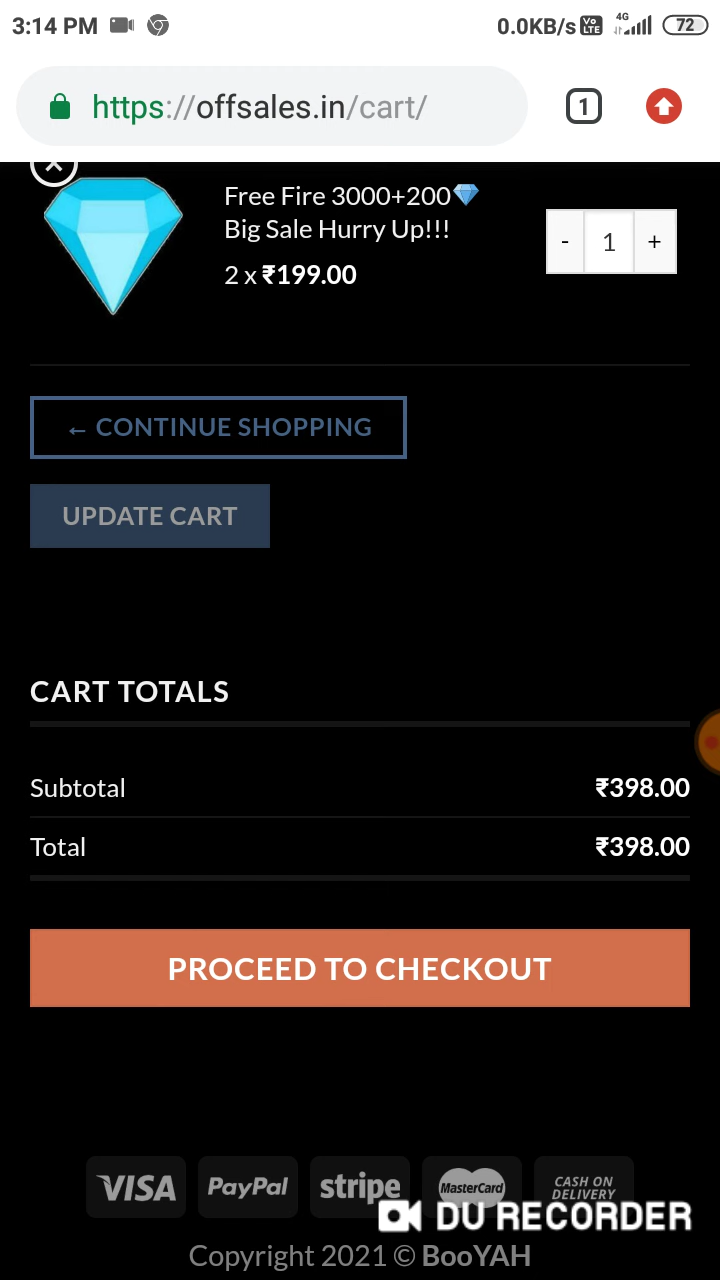 3:14 PM 0.0KB/s Vo LTE 4G 72
https://offsales.in/cart/ 1
Free Fire 3000+200💎
Big Sale Hurry Up!!!
2 x ₹199.00
- 1 +
← CONTINUE SHOPPING
UPDATE CART
CART TOTALS
Subtotal ₹398.00
Total ₹398.00
PROCEED TO CHECKOUT
VISA PayPal stripe MasterCard CASH ON DELIVERY
DU RECORDER
Copyright 2021 © BooYAH